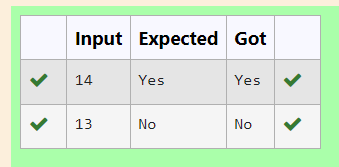 Input Expected Got
14 Yes Yes
13 No No